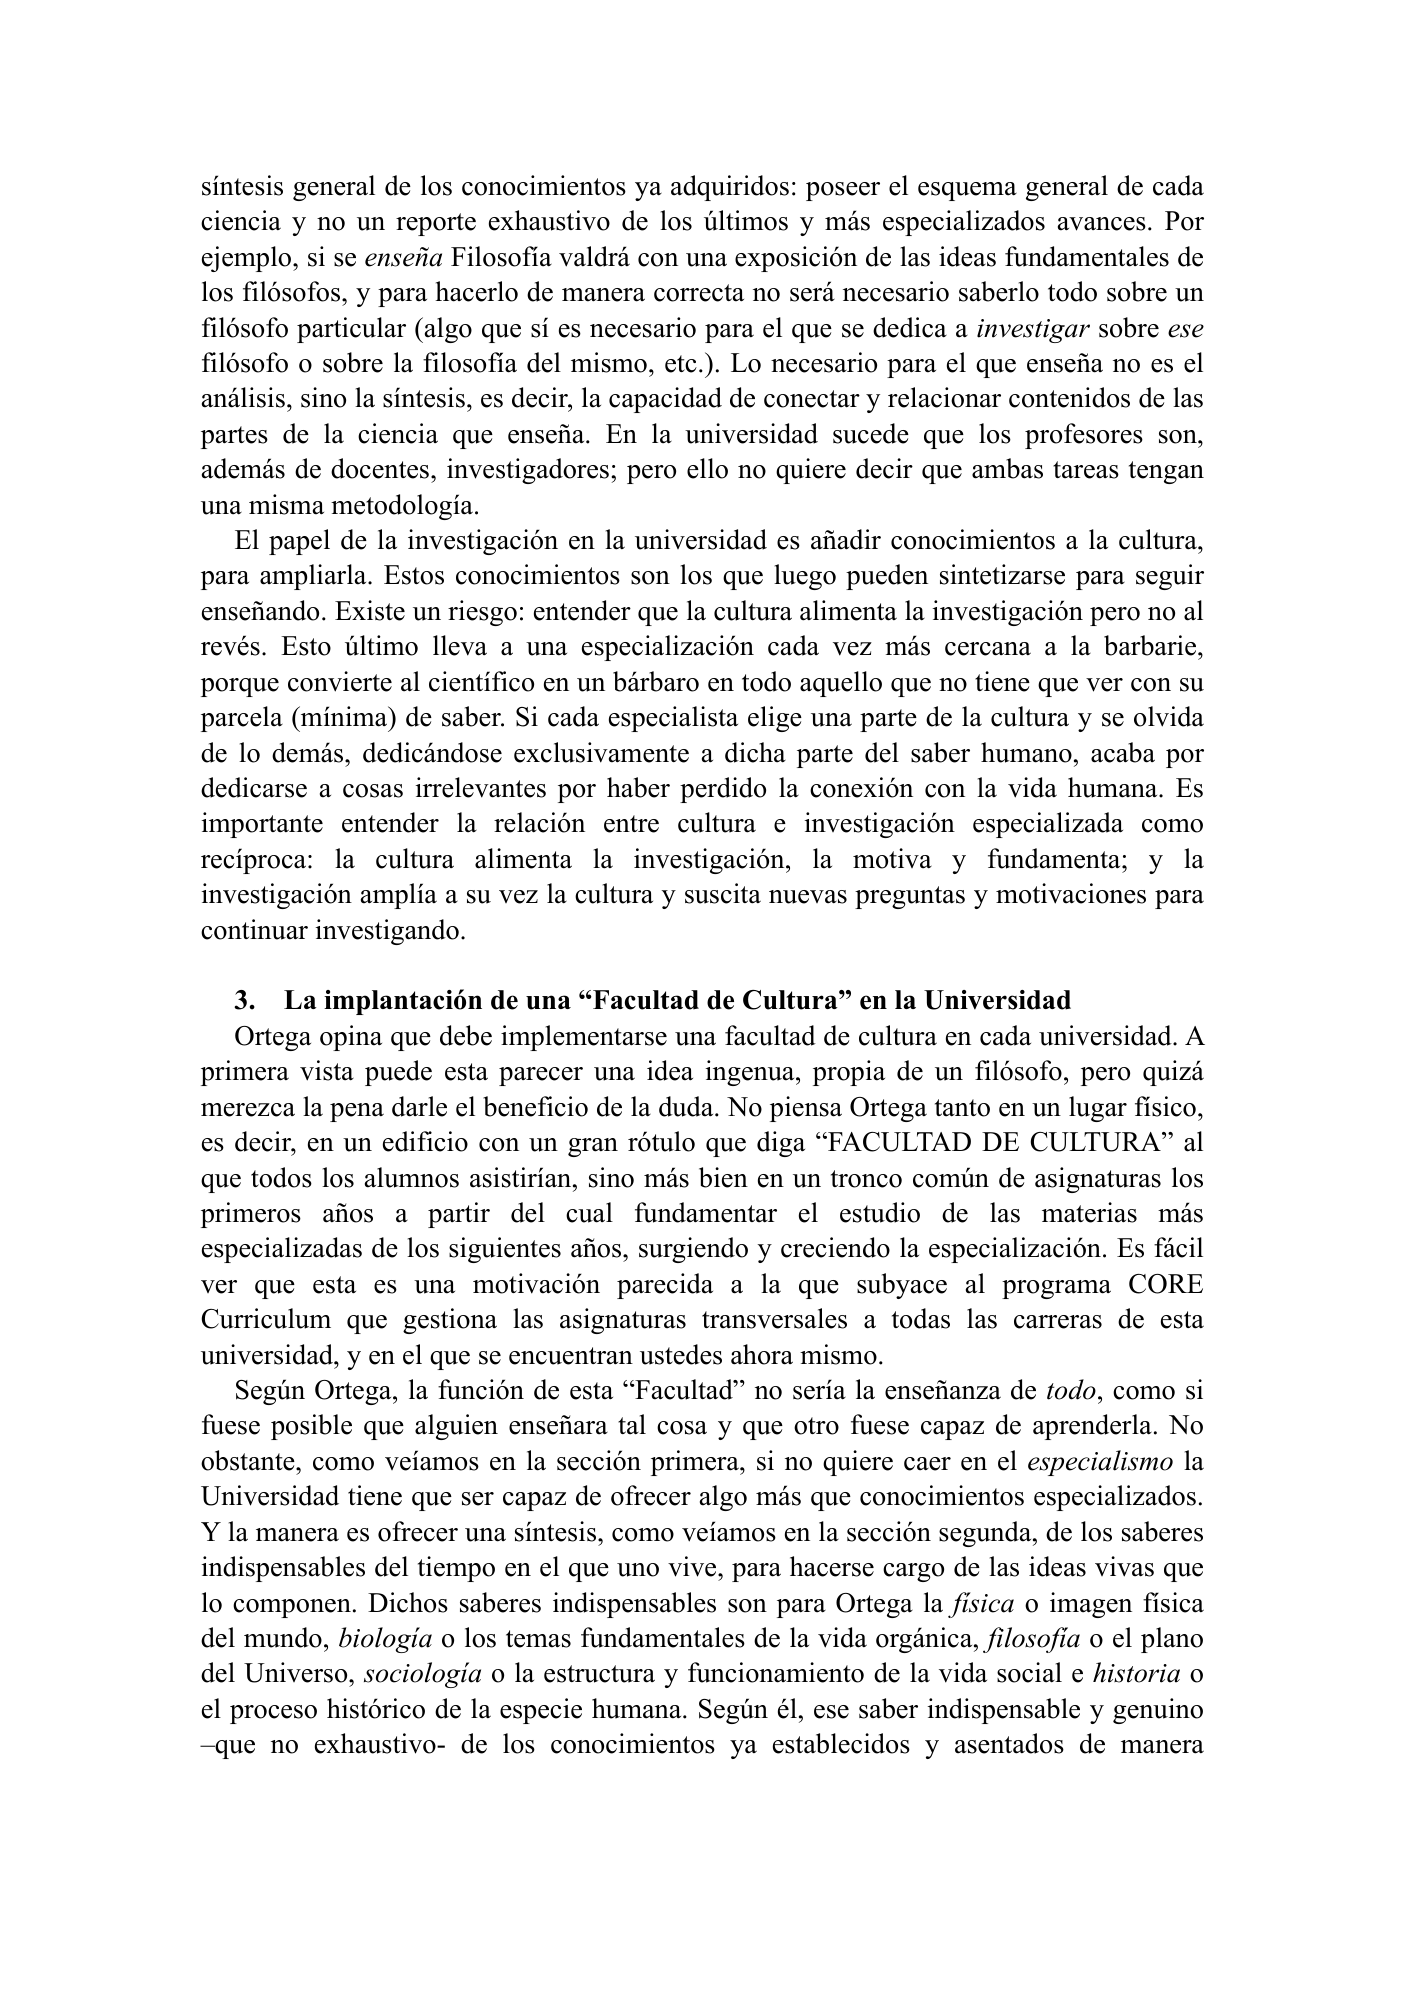 síntesis general de los conocimientos ya adquiridos: poseer el esquema general de cada
ciencia y no un reporte exhaustivo de los últimos y más especializados avances. Por
ejemplo, si se enseña Filosofía valdrá con una exposición de las ideas fundamentales de
los filósofos, y para hacerlo de manera correcta no será necesario saberlo todo sobre un
filósofo particular (algo que sí es necesario para el que se dedica a investigar sobre ese
filósofo o sobre la filosofía del mismo, etc.). Lo necesario para el que enseña no es el
análisis, sino la síntesis, es decir, la capacidad de conectar y relacionar contenidos de las
partes de la ciencia que enseña. En la universidad sucede que los profesores son,
además de docentes, investigadores; pero ello no quiere decir que ambas tareas tengan
una misma metodología.
El papel de la investigación en la universidad es añadir conocimientos a la cultura,
para ampliarla. Estos conocimientos son los que luego pueden sintetizarse para seguir
enseñando. Existe un riesgo: entender que la cultura alimenta la investigación pero no al
revés. Esto último lleva a una especialización cada vez más cercana a la barbarie,
porque convierte al científico en un bárbaro en todo aquello que no tiene que ver con su
parcela (mínima) de saber. Si cada especialista elige una parte de la cultura y se olvida
de lo demás, dedicándose exclusivamente a dicha parte del saber humano, acaba por
dedicarse a cosas irrelevantes por haber perdido la conexión con la vida humana. Es
importante entender la relación entre cultura e investigación especializada como
recíproca: la cultura alimenta la investigación, la motiva y fundamenta; y la
investigación amplía a su vez la cultura y suscita nuevas preguntas y motivaciones para
continuar investigando.
3. La implantación de una “Facultad de Cultura” en la Universidad
Ortega opina que debe implementarse una facultad de cultura en cada universidad. A
primera vista puede esta parecer una idea ingenua, propia de un filósofo, pero quizá
merezca la pena darle el beneficio de la duda. No piensa Ortega tanto en un lugar físico,
es decir, en un edificio con un gran rótulo que diga “FACULTAD DE CULTURA” al
que todos los alumnos asistirían, sino más bien en un tronco común de asignaturas los
primeros años a partir del cual fundamentar el estudio de las materias más
especializadas de los siguientes años, surgiendo y creciendo la especialización. Es fácil
ver que esta es una motivación parecida a la que subyace al programa CORE
Curriculum que gestiona las asignaturas transversales a todas las carreras de esta
universidad, y en el que se encuentran ustedes ahora mismo.
Según Ortega, la función de esta “Facultad” no sería la enseñanza de todo, como si
fuese posible que alguien enseñara tal cosa y que otro fuese capaz de aprenderla. No
obstante, como veíamos en la sección primera, si no quiere caer en el especialismo la
Universidad tiene que ser capaz de ofrecer algo más que conocimientos especializados.
Y la manera es ofrecer una síntesis, como veíamos en la sección segunda, de los saberes
indispensables del tiempo en el que uno vive, para hacerse cargo de las ideas vivas que
lo componen. Dichos saberes indispensables son para Ortega la física o imagen física
del mundo, biología o los temas fundamentales de la vida orgánica, filosofía o el plano
del Universo, sociología o la estructura y funcionamiento de la vida social e historia o
el proceso histórico de la especie humana. Según él, ese saber indispensable y genuino
–que no exhaustivo- de los conocimientos ya establecidos y asentados de manera